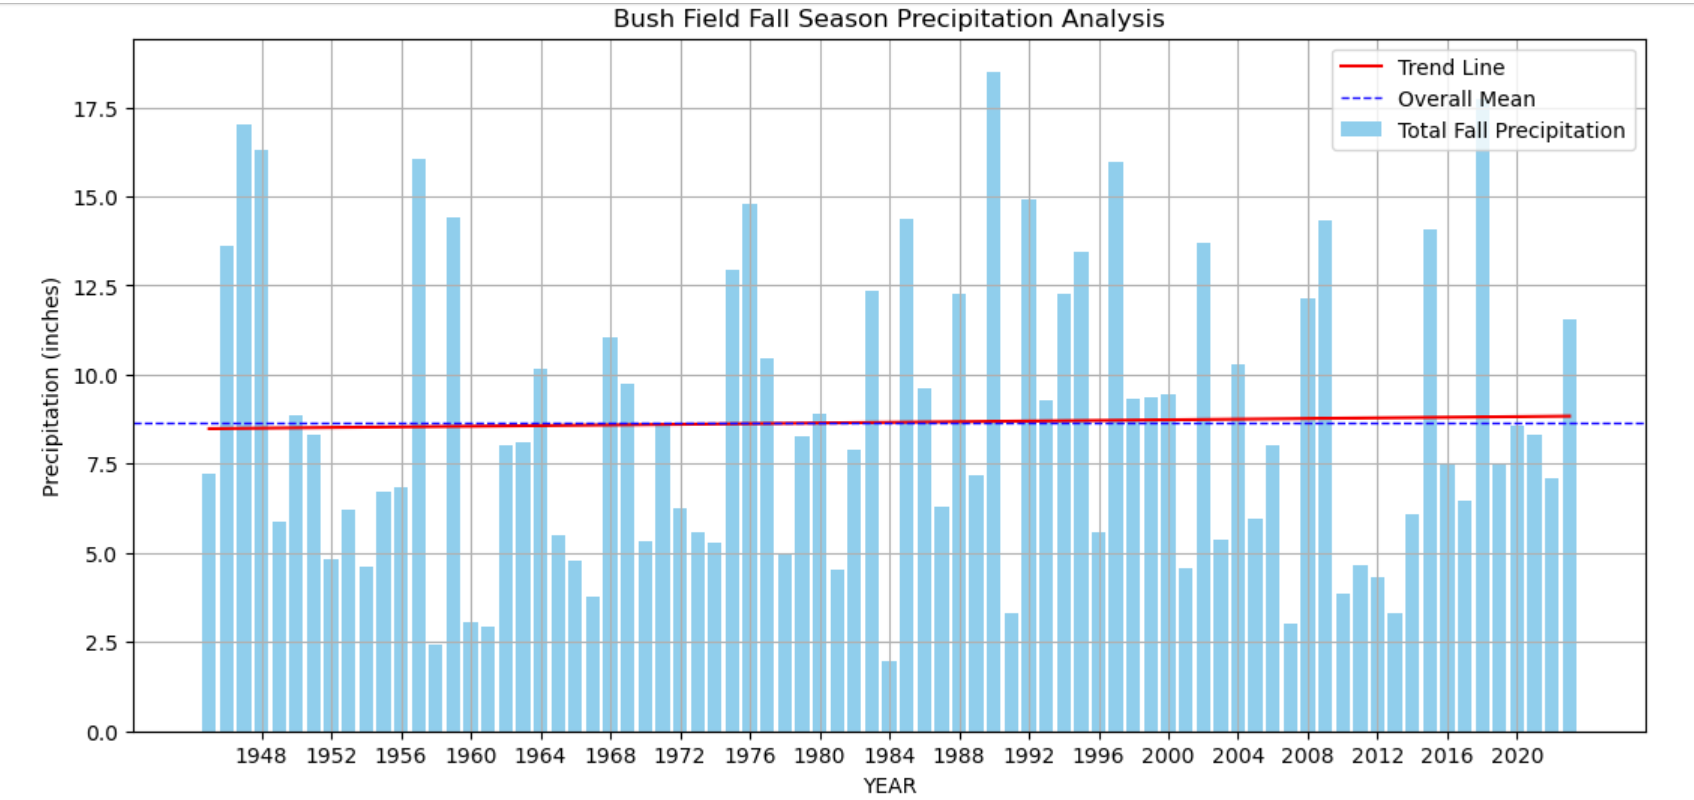 Bush Field Fall Season Precipitation Analysis
Trend Line
Overall Mean
Total Fall Precipitation
Precipitation (inches)
17.5
15.0
12.5
10.0
7.5
5.0
2.5
0.0
1948 1952 1956 1960 1964 1968 1972 1976 1980 1984 1988 1992 1996 2000 2004 2008 2012 2016 2020
YEAR